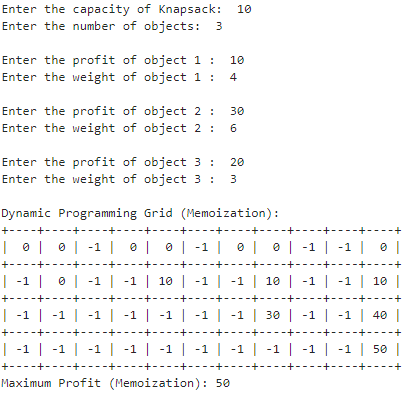 Enter the capacity of Knapsack:  10
Enter the number of objects:  3
Enter the profit of object 1 :  10
Enter the weight of object 1 :  4
Enter the profit of object 2 :  30
Enter the weight of object 2 :  6
Enter the profit of object 3 :  20
Enter the weight of object 3 :  3
Dynamic Programming Grid (Memoization):
+----+----+----+----+----+----+----+----+----+----+----+
|  0 |  0 | -1 |  0 |  0 | -1 |  0 |  0 | -1 | -1 |  0 |
+----+----+----+----+----+----+----+----+----+----+----+
| -1 |  0 | -1 | -1 | 10 | -1 | -1 | 10 | -1 | -1 | 10 |
+----+----+----+----+----+----+----+----+----+----+----+
| -1 | -1 | -1 | -1 | -1 | -1 | -1 | 30 | -1 | -1 | 40 |
+----+----+----+----+----+----+----+----+----+----+----+
| -1 | -1 | -1 | -1 | -1 | -1 | -1 | -1 | -1 | -1 | 50 |
+----+----+----+----+----+----+----+----+----+----+----+
Maximum Profit (Memoization): 50